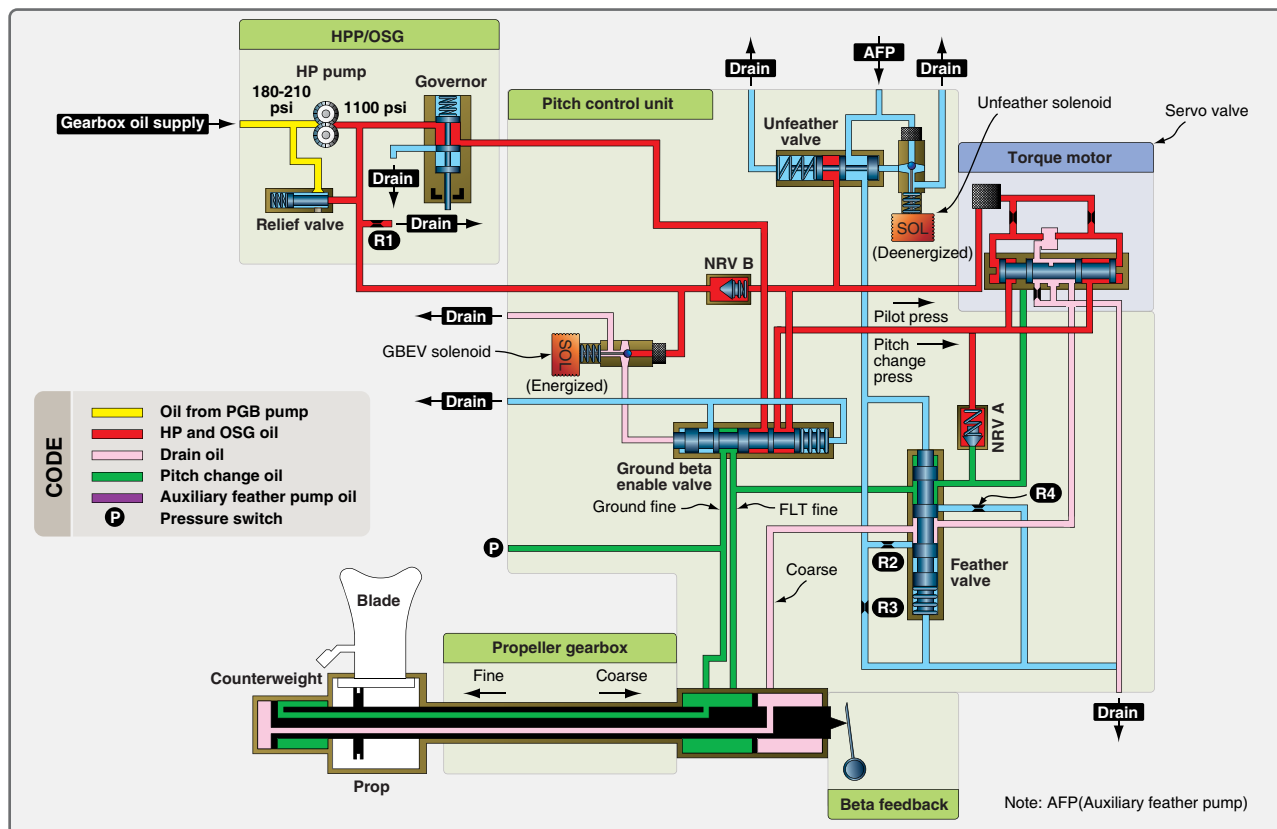 HPP/OSG
HP pump
180-210
psi
1100 psi
Governor
Gearbox oil supply
Drain
Relief valve
R1
Drain
Pitch control unit
Drain
AFP
Drain
Unfeather
valve
Unfeather solenoid
Servo valve
Torque motor
SOL
(Deenergized)
NRV B
Pilot press
Pitch
change
press
Drain
GBEV solenoid
SOL
(Energized)
Drain
NRV A
Ground beta
enable valve
Ground fine
FLT fine
R4
R2
Feather
valve
R3
Coarse
P
CODE
Oil from PGB pump
HP and OSG oil
Drain oil
Pitch change oil
Auxiliary feather pump oil
P
Pressure switch
Blade
Counterweight
Prop
Propeller gearbox
Fine
Coarse
Drain
Beta feedback
Note: AFP(Auxiliary feather pump)